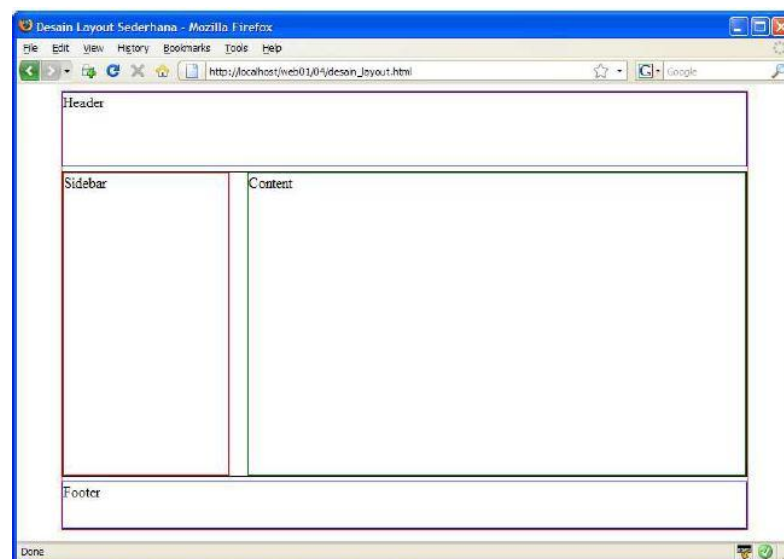 Desain Layout Sederhana - Mozilla Firefox
File Edit View History Bookmarks Tools Help
http://localhost/web01/04/desain_layout.html
G Google
Header
Sidebar
Content
Footer
Done